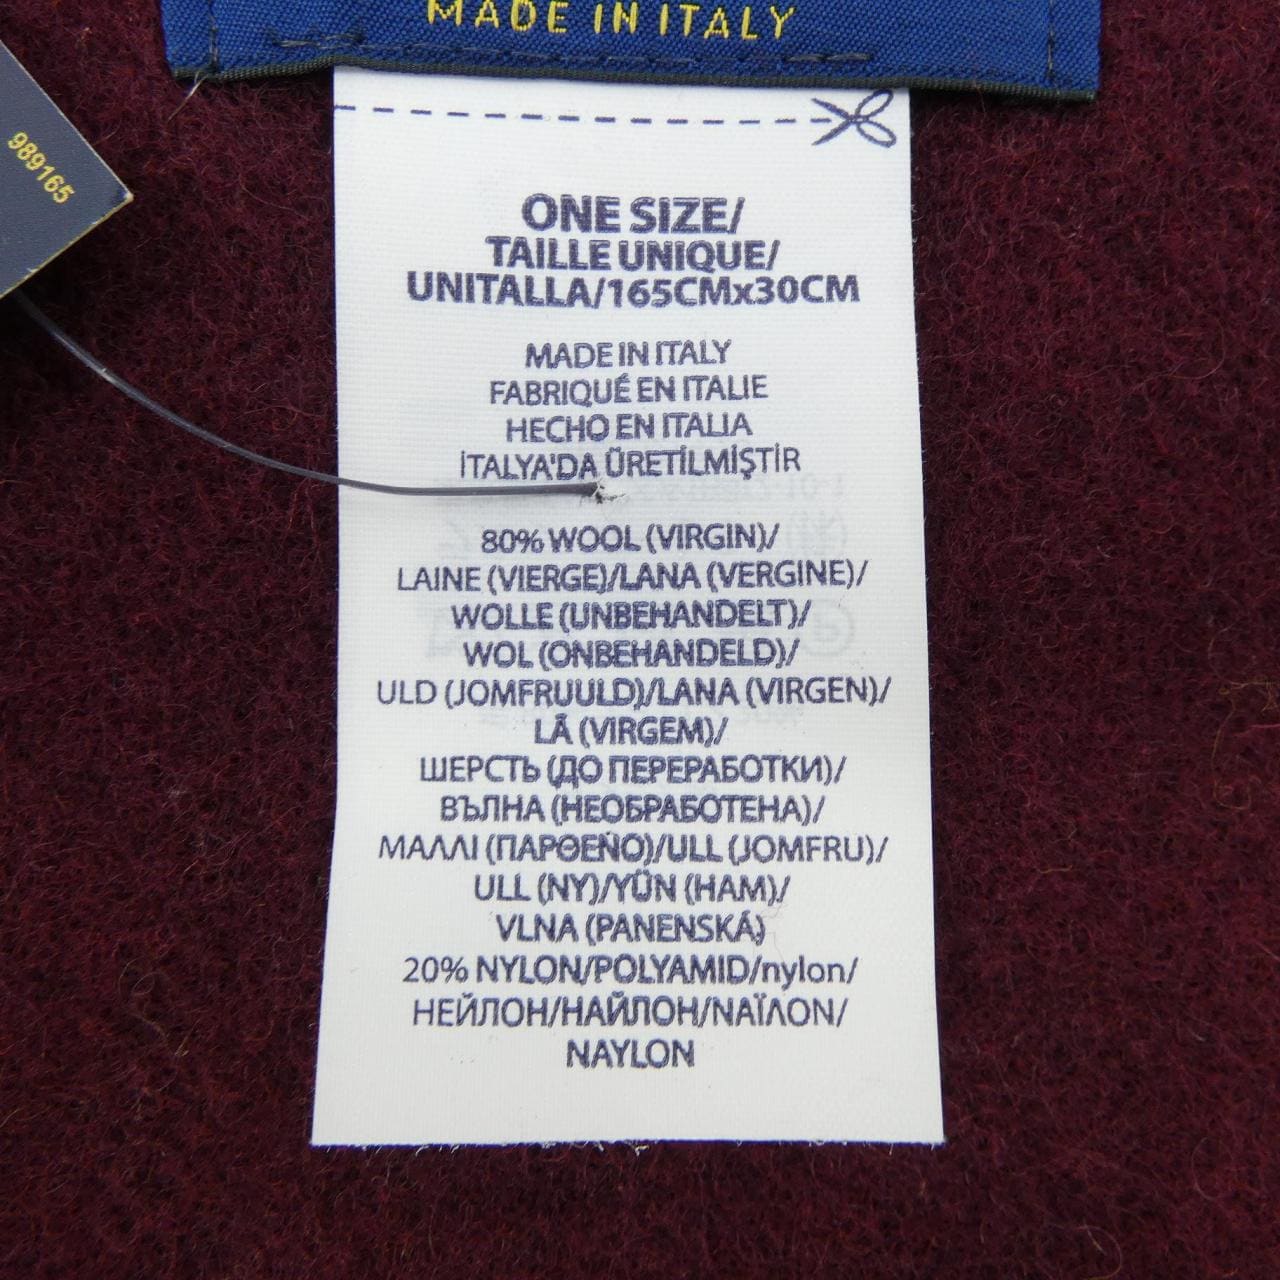 MADE IN ITALY
989165
ONE SIZE/
TAILLE UNIQUE/
UNITALLA/165CMx30CM
MADE IN ITALY
FABRIQUÉ EN ITALIE
HECHO EN ITALIA
İTALYA'DA ÜRETİLMİŞTİR
80% WOOL (VIRGIN)/
LAINE (VIERGE)/LANA (VERGINE)/
WOLLE (UNBEHANDELT)/
WOL (ONBEHANDELD)/
ULD (JOMFRUULD)/LANA (VIRGEN)/
LÃ (VIRGEM)/
ШЕРСТЬ (ДО ПЕРЕРАБОТКИ)/
ВЪЛНА (НЕОБРАБОТЕНА)/
ΜΑΛΛΙ (ΠΑΡΘΕÑO)/ULL (JOMFRU)/
ULL (NY)/YÜN (HAM)/
VLNA (PANENSKÁ)
20% NYLON/POLYAMID/nylon/
НЕЙЛОН/НАЙЛОН/ΝΑΪΛΟΝ/
NAYLON